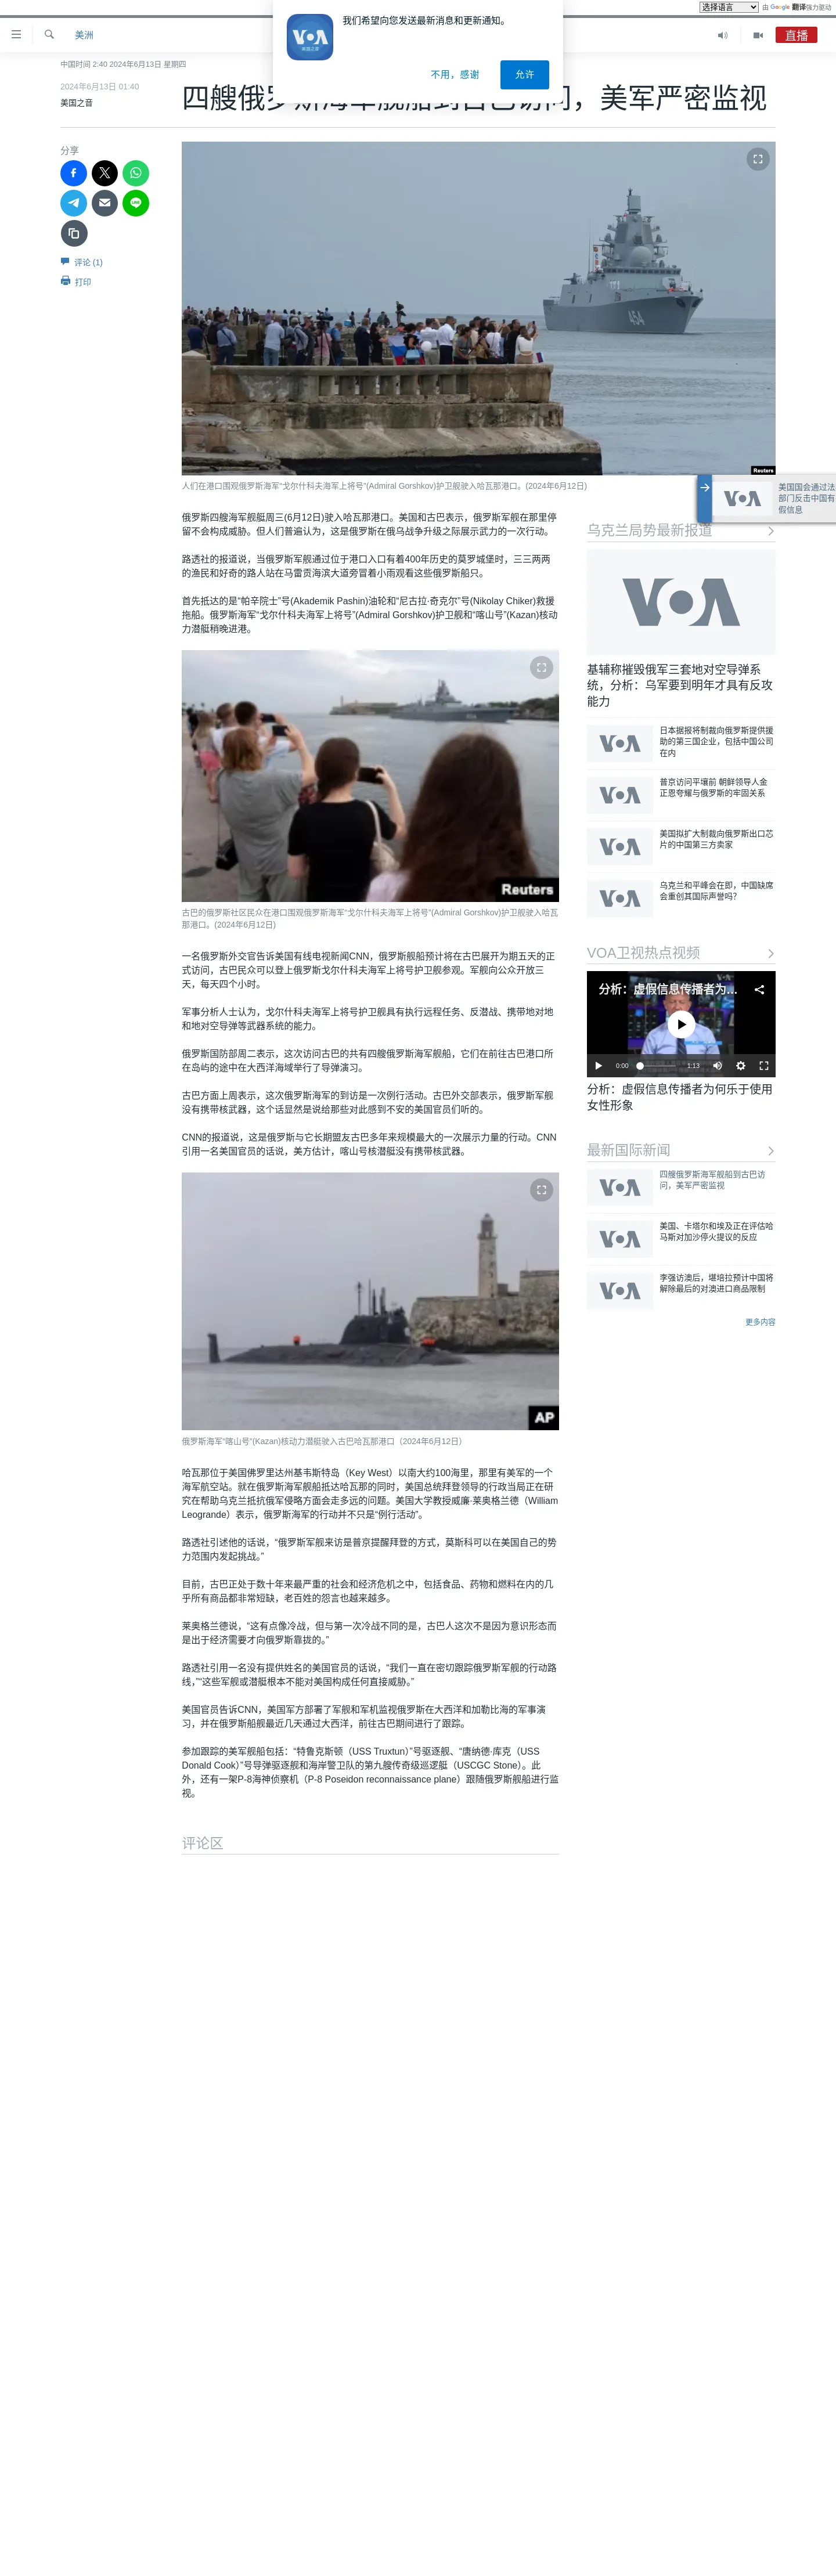 选择语言
由 Google 翻译强力驱动
我们希望向您发送最新消息和更新通知。
不用，感谢
允许
美洲
直播
中国时间 2:40 2024年6月13日 星期四
2024年6月13日 01:40
美国之音
四艘俄罗斯海军舰船到古巴访问，美军严密监视
分享
评论 (1)
打印
454
Reuters
人们在港口围观俄罗斯海军“戈尔什科夫海军上将号”(Admiral Gorshkov)护卫舰驶入哈瓦那港口。(2024年6月12日)
俄罗斯四艘海军舰艇周三(6月12日)驶入哈瓦那港口。美国和古巴表示，俄罗斯军舰在那里停
留不会构成威胁。但人们普遍认为，这是俄罗斯在俄乌战争升级之际展示武力的一次行动。
路透社的报道说，当俄罗斯军舰通过位于港口入口有着400年历史的莫罗城堡时，三三两两
的渔民和好奇的路人站在马雷贡海滨大道旁冒着小雨观看这些俄罗斯船只。
首先抵达的是“帕辛院士”号(Akademik Pashin)油轮和“尼古拉·奇克尔”号(Nikolay Chiker)救援
拖船。俄罗斯海军“戈尔什科夫海军上将号”(Admiral Gorshkov)护卫舰和“喀山号”(Kazan)核动
力潜艇稍晚进港。
Reuters
古巴的俄罗斯社区民众在港口围观俄罗斯海军“戈尔什科夫海军上将号”(Admiral Gorshkov)护卫舰驶入哈瓦
那港口。(2024年6月12日)
一名俄罗斯外交官告诉美国有线电视新闻CNN，俄罗斯舰船预计将在古巴展开为期五天的正
式访问，古巴民众可以登上俄罗斯戈尔什科夫海军上将号护卫舰参观。军舰向公众开放三
天，每天四个小时。
军事分析人士认为，戈尔什科夫海军上将号护卫舰具有执行远程任务、反潜战、携带地对地
和地对空导弹等武器系统的能力。
俄罗斯国防部周二表示，这次访问古巴的共有四艘俄罗斯海军舰船，它们在前往古巴港口所
在岛屿的途中在大西洋海域举行了导弹演习。
古巴方面上周表示，这次俄罗斯海军的到访是一次例行活动。古巴外交部表示，俄罗斯军舰
没有携带核武器，这个话显然是说给那些对此感到不安的美国官员们听的。
CNN的报道说，这是俄罗斯与它长期盟友古巴多年来规模最大的一次展示力量的行动。CNN
引用一名美国官员的话说，美方估计，喀山号核潜艇没有携带核武器。
AP
俄罗斯海军“喀山号”(Kazan)核动力潜艇驶入古巴哈瓦那港口（2024年6月12日）
哈瓦那位于美国佛罗里达州基韦斯特岛（Key West）以南大约100海里，那里有美军的一个
海军航空站。就在俄罗斯海军舰船抵达哈瓦那的同时，美国总统拜登领导的行政当局正在研
究在帮助乌克兰抵抗俄军侵略方面会走多远的问题。美国大学教授威廉·莱奥格兰德（William
Leogrande）表示，俄罗斯海军的行动并不只是“例行活动”。
路透社引述他的话说，“俄罗斯军舰来访是普京提醒拜登的方式，莫斯科可以在美国自己的势
力范围内发起挑战。”
目前，古巴正处于数十年来最严重的社会和经济危机之中，包括食品、药物和燃料在内的几
乎所有商品都非常短缺，老百姓的怨言也越来越多。
莱奥格兰德说，“这有点像冷战，但与第一次冷战不同的是，古巴人这次不是因为意识形态而
是出于经济需要才向俄罗斯靠拢的。”
路透社引用一名没有提供姓名的美国官员的话说，“我们一直在密切跟踪俄罗斯军舰的行动路
线，”“这些军舰或潜艇根本不能对美国构成任何直接威胁。”
美国官员告诉CNN，美国军方部署了军舰和军机监视俄罗斯在大西洋和加勒比海的军事演
习，并在俄罗斯船舰最近几天通过大西洋，前往古巴期间进行了跟踪。
参加跟踪的美军舰船包括：“特鲁克斯顿（USS Truxtun）”号驱逐舰、“唐纳德·库克（USS
Donald Cook）”号导弹驱逐舰和海岸警卫队的第九艘传奇级巡逻艇（USCGC Stone）。此
外，还有一架P-8海神侦察机（P-8 Poseidon reconnaissance plane）跟随俄罗斯舰船进行监
视。
评论区
美国国会通过法
部门反击中国有
假信息
乌克兰局势最新报道
基辅称摧毁俄军三套地对空导弹系
统，分析：乌军要到明年才具有反攻
能力
日本据报将制裁向俄罗斯提供援
助的第三国企业，包括中国公司
在内
普京访问平壤前 朝鲜领导人金
正恩夸耀与俄罗斯的牢固关系
美国拟扩大制裁向俄罗斯出口芯
片的中国第三方卖家
乌克兰和平峰会在即，中国缺席
会重创其国际声誉吗？
VOA卫视热点视频
分析：虚假信息传播者为...
0:00
1:13
分析：虚假信息传播者为何乐于使用
女性形象
最新国际新闻
四艘俄罗斯海军舰船到古巴访
问，美军严密监视
美国、卡塔尔和埃及正在评估哈
马斯对加沙停火提议的反应
李强访澳后，堪培拉预计中国将
解除最后的对澳进口商品限制
更多内容